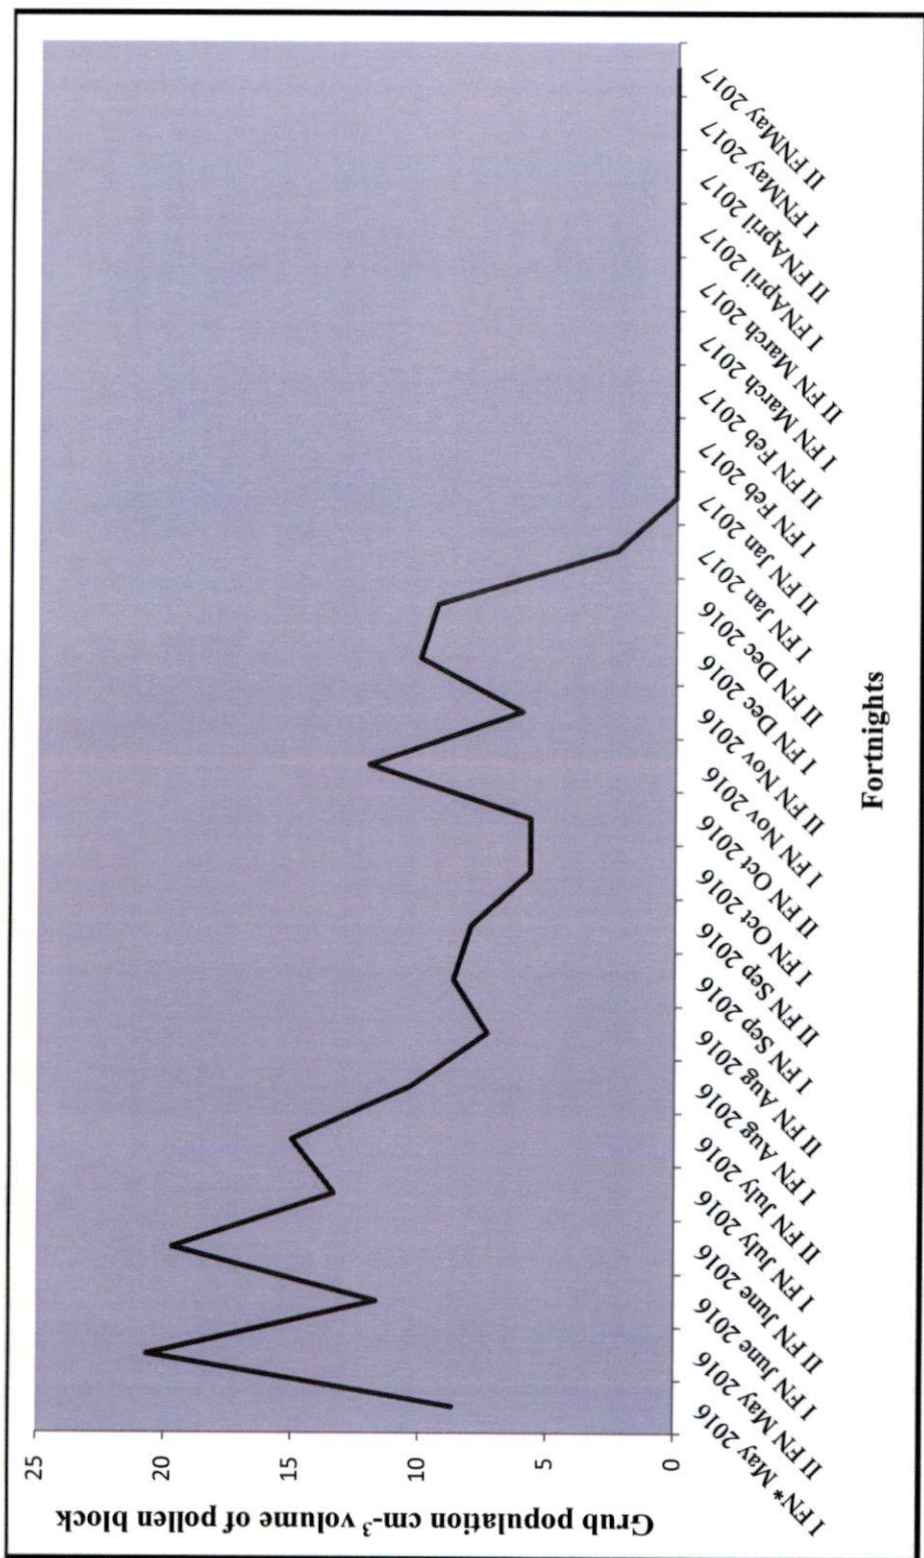 Grub population cm-³ volume of pollen block
25
20
15
10
5
0
I FN* May 2016
II FN May 2016
I FN June 2016
II FN June 2016
I FN July 2016
II FN July 2016
I FN Aug 2016
II FN Aug 2016
I FN Sep 2016
II FN Sep 2016
I FN Oct 2016
II FN Oct 2016
I FN Nov 2016
II FN Nov 2016
I FN Dec 2016
II FN Dec 2016
I FN Jan 2017
II FN Jan 2017
I FN Feb 2017
II FN Feb 2017
I FN March 2017
II FN March 2017
I FNApril 2017
II FNApril 2017
I FNMay 2017
II FNMay 2017
Fortnights